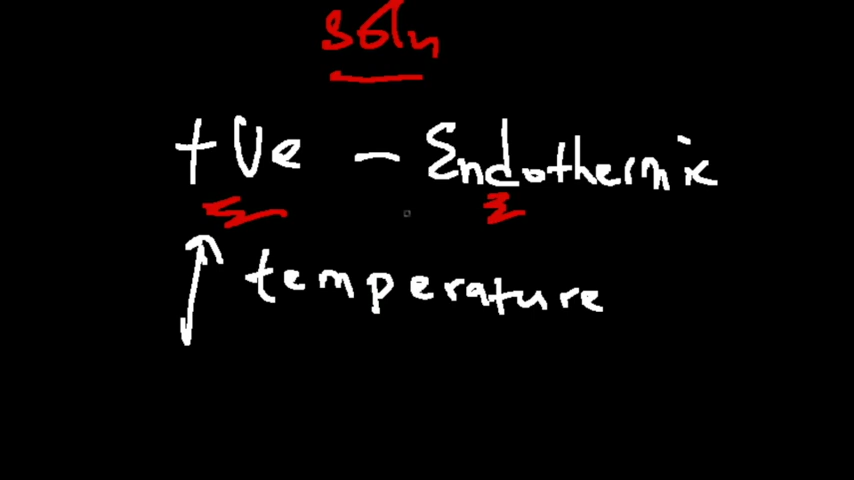 soln
+Ve - Endothermic
↑ temperature